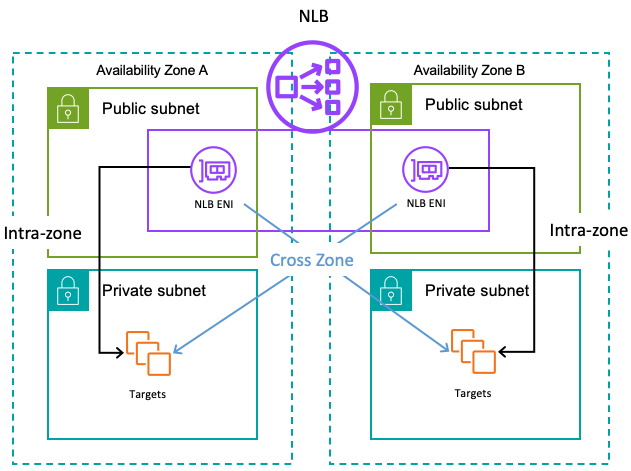 NLB
Availability Zone A
Availability Zone B
Public subnet
Public subnet
NLB ENI
NLB ENI
Intra-zone
Intra-zone
Cross Zone
Private subnet
Private subnet
Targets
Targets